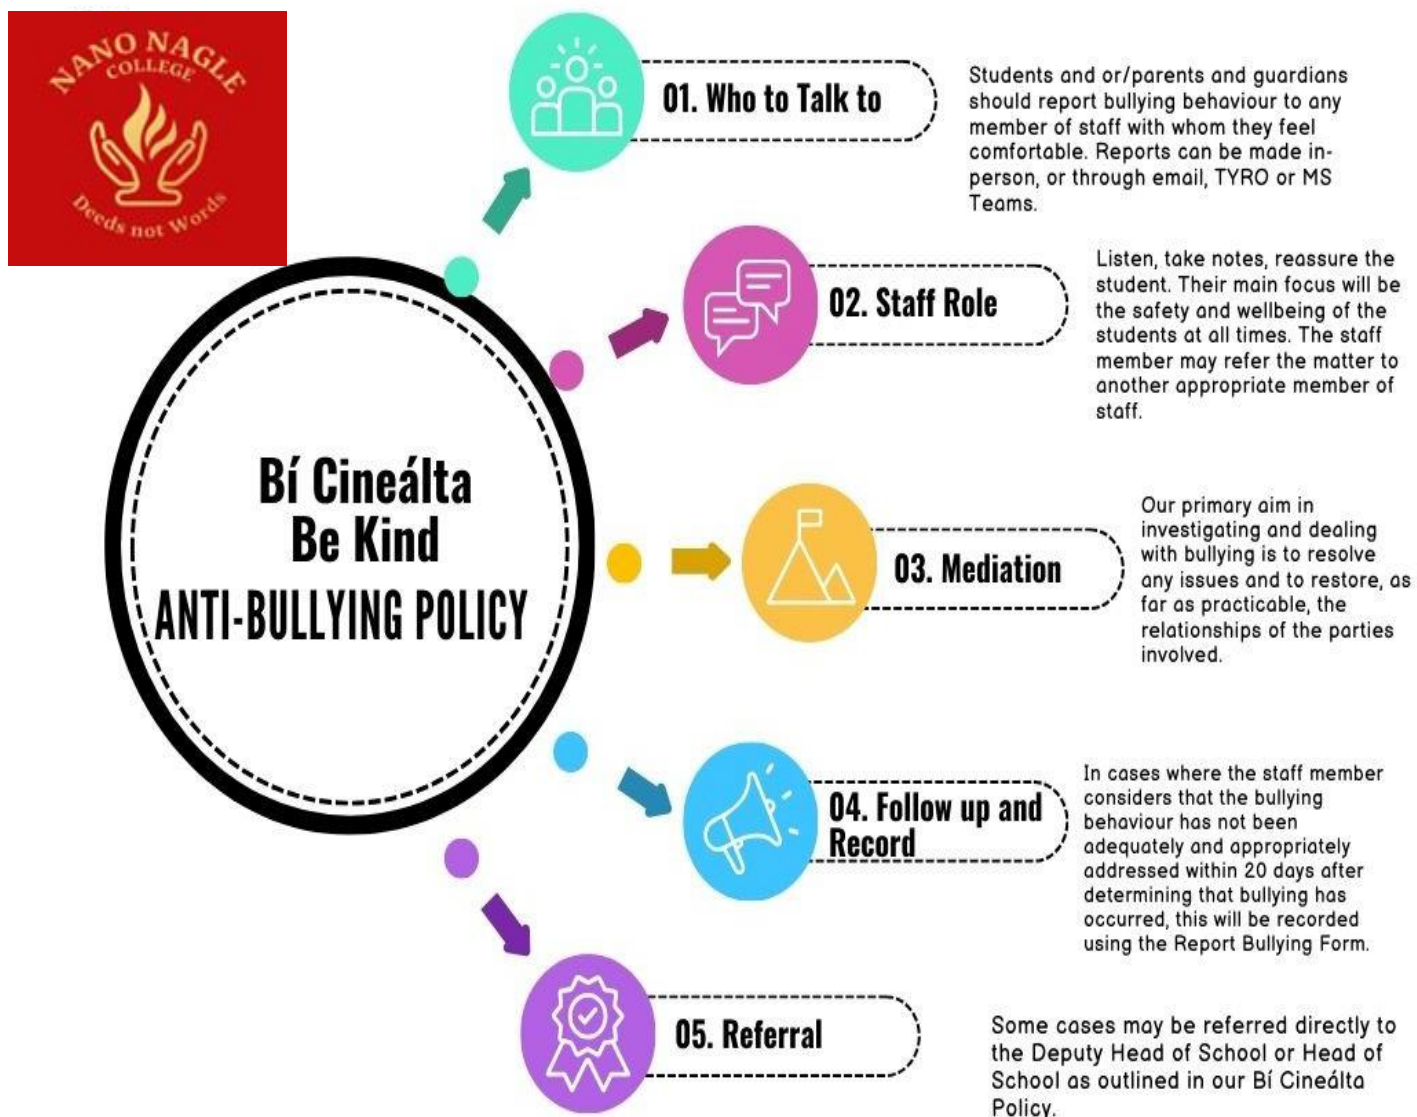 NANO NAGLE
COLLEGE
Deeds not Words
Bí Cineálta
Be Kind
ANTI-BULLYING POLICY
01. Who to Talk to
Students and or/parents and guardians
should report bullying behaviour to any
member of staff with whom they feel
comfortable. Reports can be made in-
person, or through email, TYRO or MS
Teams.
02. Staff Role
Listen, take notes, reassure the
student. Their main focus will be
the safety and wellbeing of the
students at all times. The staff
member may refer the matter to
another appropriate member of
staff.
03. Mediation
Our primary aim in
investigating and dealing
with bullying is to resolve
any issues and to restore, as
far as practicable, the
relationships of the parties
involved.
04. Follow up and
Record
In cases where the staff member
considers that the bullying
behaviour has not been
adequately and appropriately
addressed within 20 days after
determining that bullying has
occurred, this will be recorded
using the Report Bullying Form.
05. Referral
Some cases may be referred directly to
the Deputy Head of School or Head of
School as outlined in our Bí Cineálta
Policy.